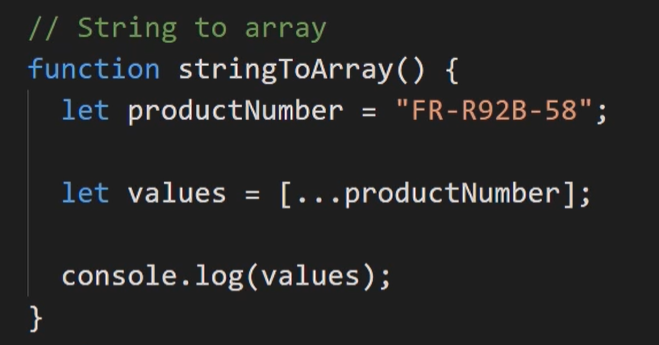 // String to array
function stringToArray() {
  let productNumber = "FR-R92B-58";

  let values = [...productNumber];

  console.log(values);
}